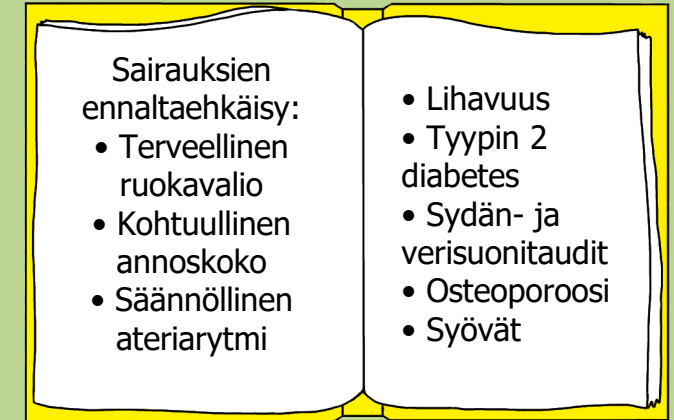 Sairauksien
ennaltaehkäisy:
• Terveellinen
ruokavalio
• Kohtuullinen
annoskoko
• Säännöllinen
ateriarytmi
• Lihavuus
• Tyypin 2
diabetes
• Sydän- ja
verisuonitaudit
• Osteoporoosi
• Syövät